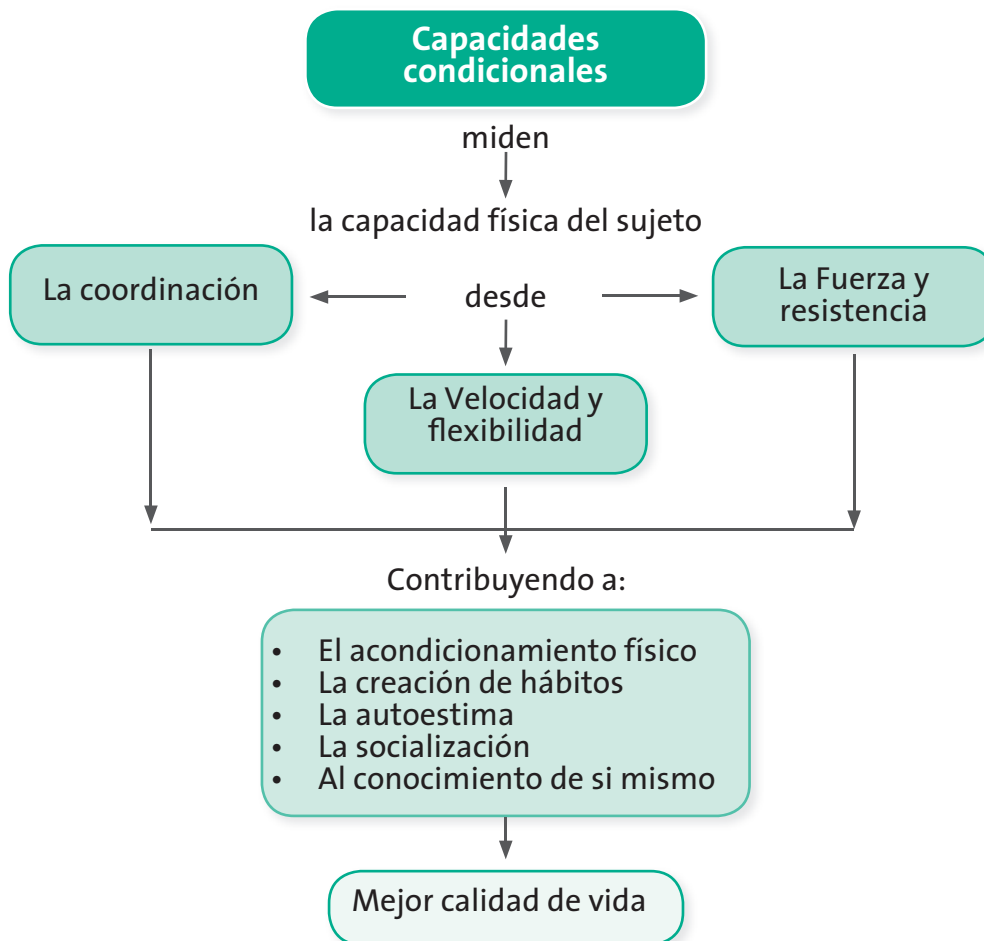 Capacidades
condicionales
miden
la capacidad física del sujeto
La coordinación
desde
La Fuerza y
resistencia
La Velocidad y
flexibilidad
Contribuyendo a:
• El acondicionamiento físico
• La creación de hábitos
• La autoestima
• La socialización
• Al conocimiento de si mismo
Mejor calidad de vida